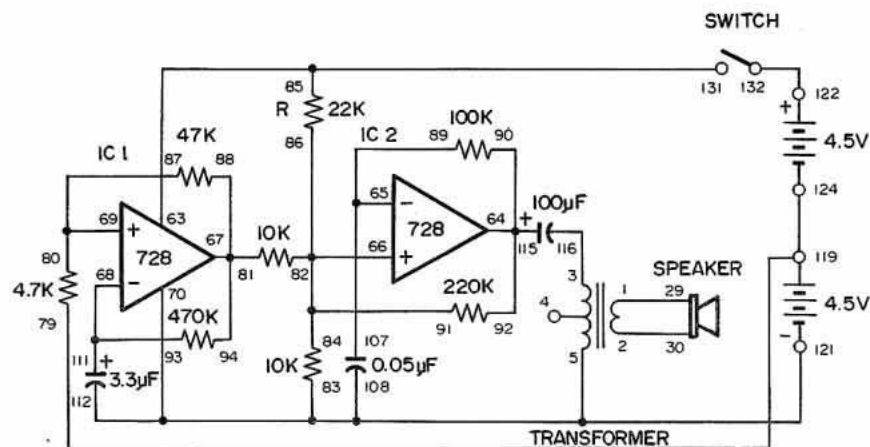 SWITCH
85
131
132
122
+
R
22K
47K
100K
4.5V
IC 1
86
IC 2
89
90
87
88
124
65
-
100µF
69
+
63
728
67
10K
728
64
+
80
68
-
81
82
66
+
115
116
119
4.7K
70
470K
220K
3
1
SPEAKER
29
79
4
4.5V
93
94
84
107
91
92
2
30
-
111
+
3.3µF
10K
0.05µF
5
121
112
83
108
TRANSFORMER